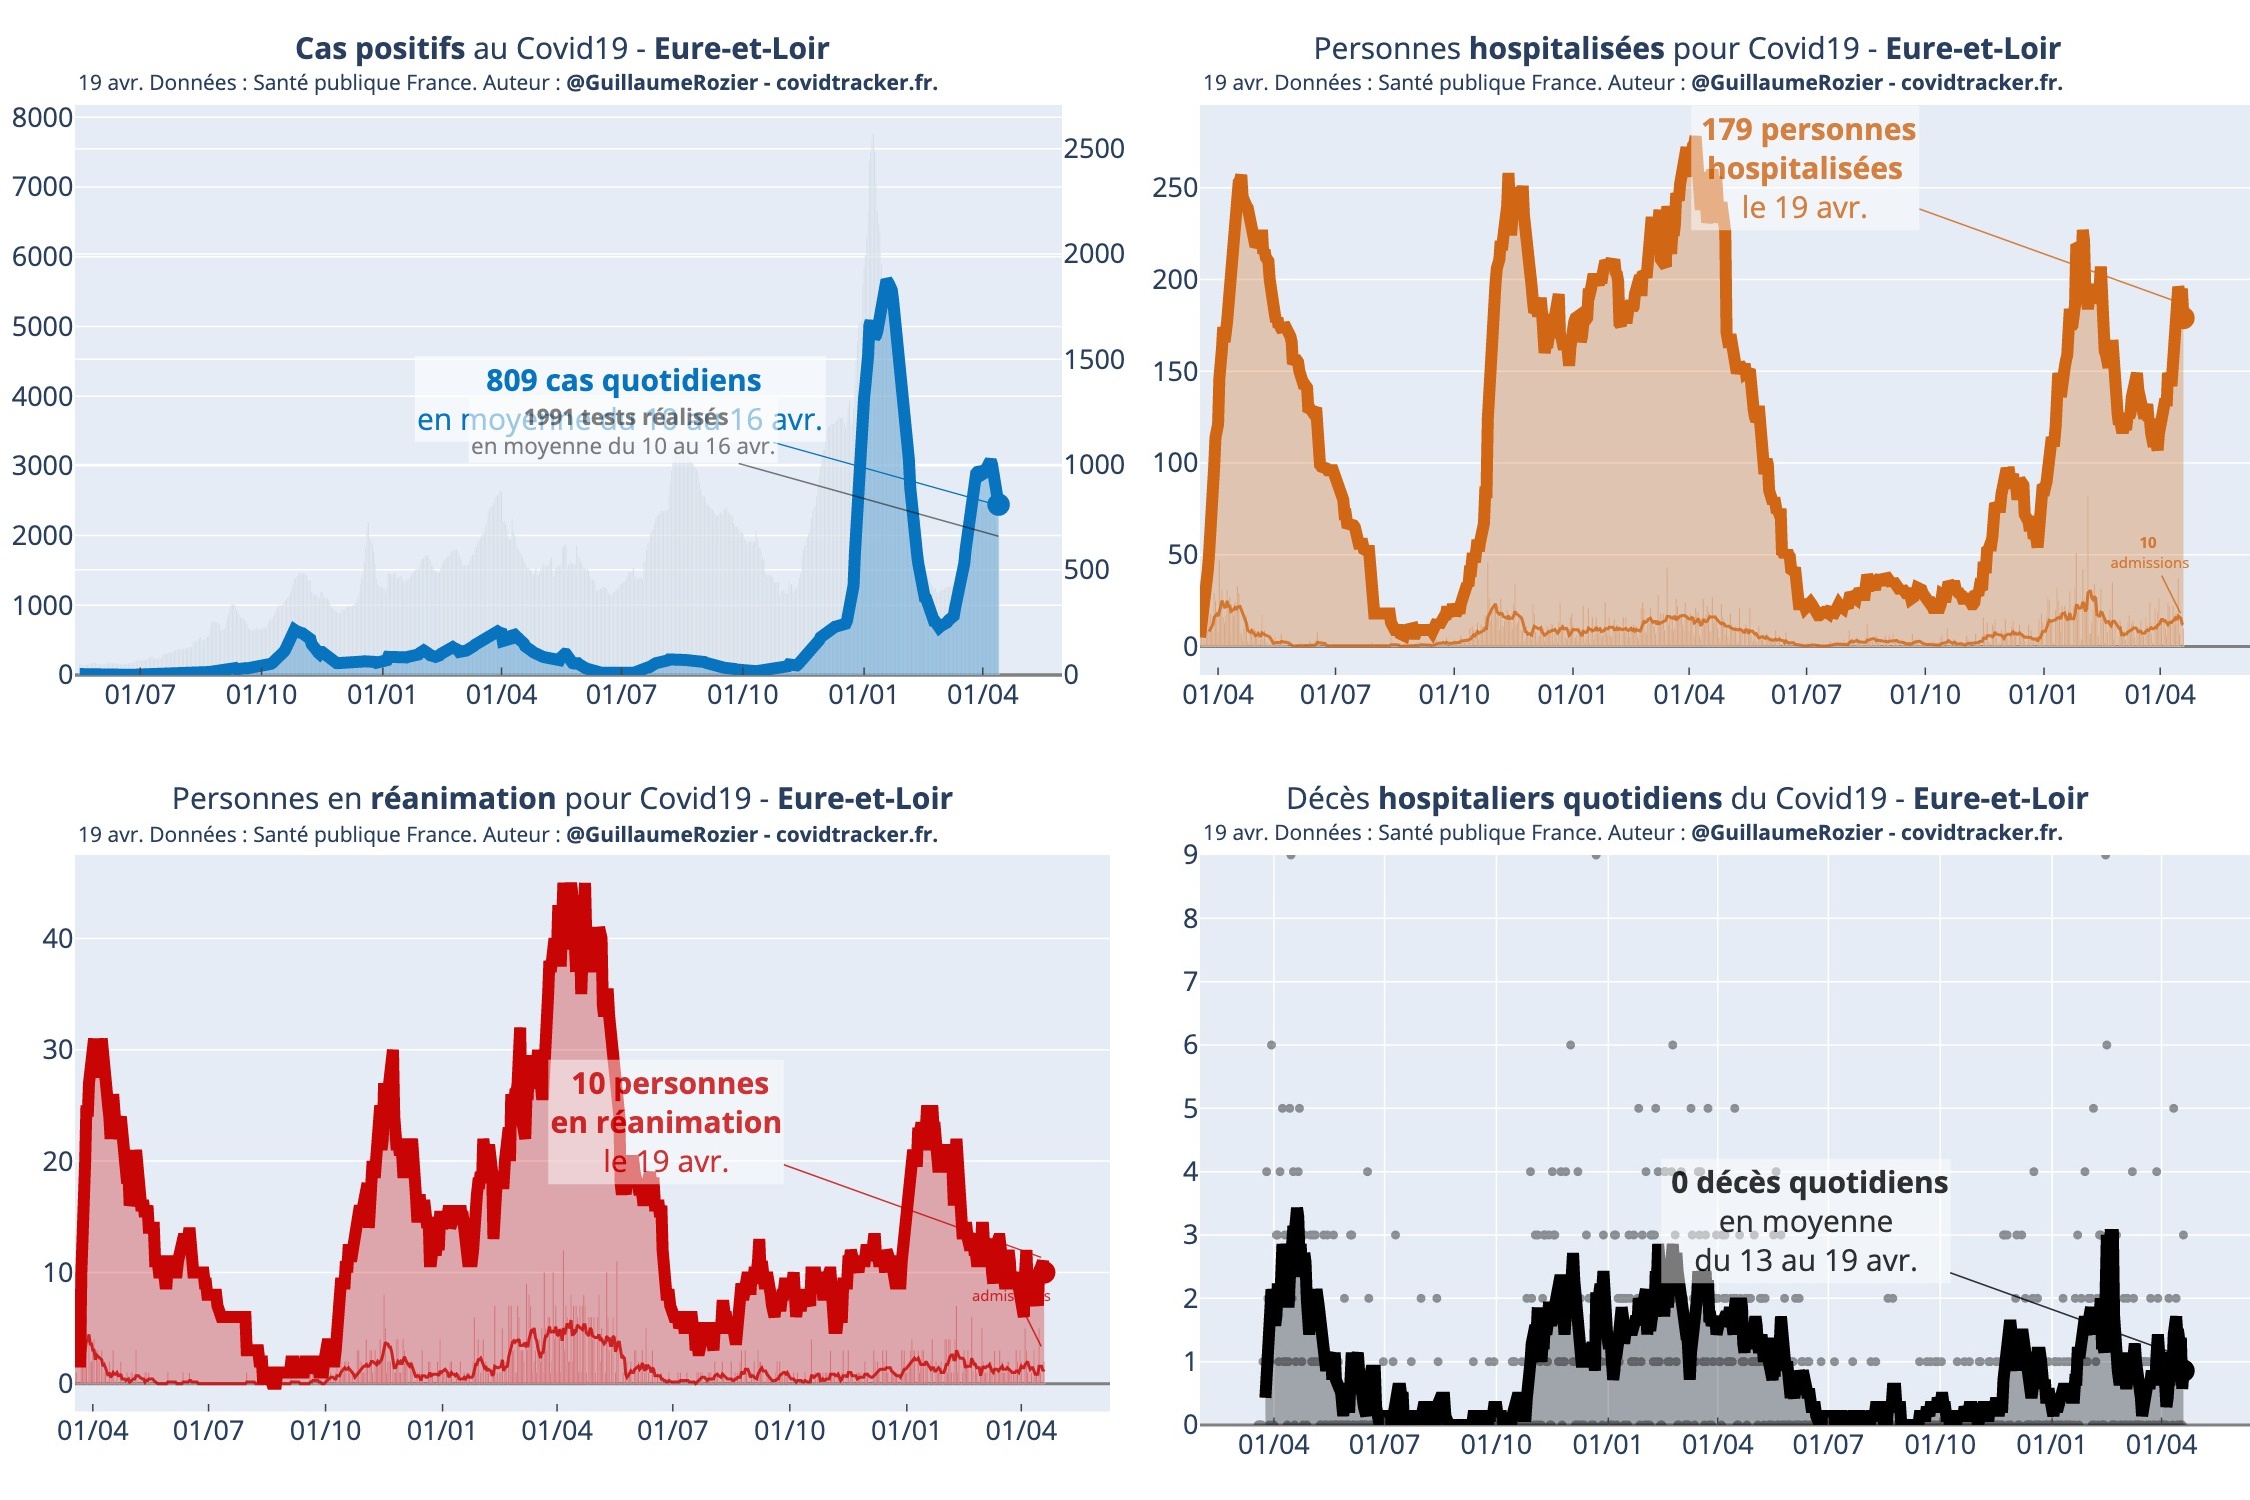 Cas positifs au Covid19 - Eure-et-Loir
19 avr. Données : Santé publique France. Auteur : @GuillaumeRozier - covidtracker.fr.
8000
7000
6000
5000
4000
3000
2000
1000
0
2500
2000
1500
1000
500
0
809 cas quotidiens
en moyenne du 10 au 16 avr.
1991 tests réalisés
en moyenne du 10 au 16 avr.
01/07 01/10 01/01 01/04 01/07 01/10 01/01 01/04
Personnes hospitalisées pour Covid19 - Eure-et-Loir
19 avr. Données : Santé publique France. Auteur : @GuillaumeRozier - covidtracker.fr.
250
200
150
100
50
0
179 personnes
hospitalisées
le 19 avr.
10
admissions
01/04 01/07 01/10 01/01 01/04 01/07 01/10 01/01 01/04
Personnes en réanimation pour Covid19 - Eure-et-Loir
19 avr. Données : Santé publique France. Auteur : @GuillaumeRozier - covidtracker.fr.
40
30
20
10
0
10 personnes
en réanimation
le 19 avr.
admissions
01/04 01/07 01/10 01/01 01/04 01/07 01/10 01/01 01/04
Décès hospitaliers quotidiens du Covid19 - Eure-et-Loir
19 avr. Données : Santé publique France. Auteur : @GuillaumeRozier - covidtracker.fr.
9
8
7
6
5
4
3
2
1
0
0 décès quotidiens
en moyenne
du 13 au 19 avr.
01/04 01/07 01/10 01/01 01/04 01/07 01/10 01/01 01/04